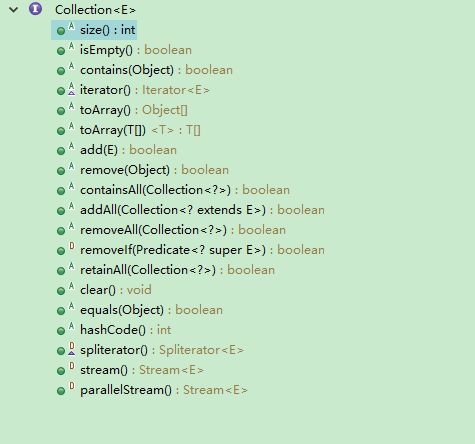 Collection<E>
size() : int
isEmpty() : boolean
contains(Object) : boolean
iterator() : Iterator<E>
toArray() : Object[]
toArray(T[]) <T> : T[]
add(E) : boolean
remove(Object) : boolean
containsAll(Collection<?>) : boolean
addAll(Collection<? extends E>) : boolean
removeAll(Collection<?>) : boolean
removeIf(Predicate<? super E>) : boolean
retainAll(Collection<?>) : boolean
clear() : void
equals(Object) : boolean
hashCode() : int
spliterator() : Spliterator<E>
stream() : Stream<E>
parallelStream() : Stream<E>